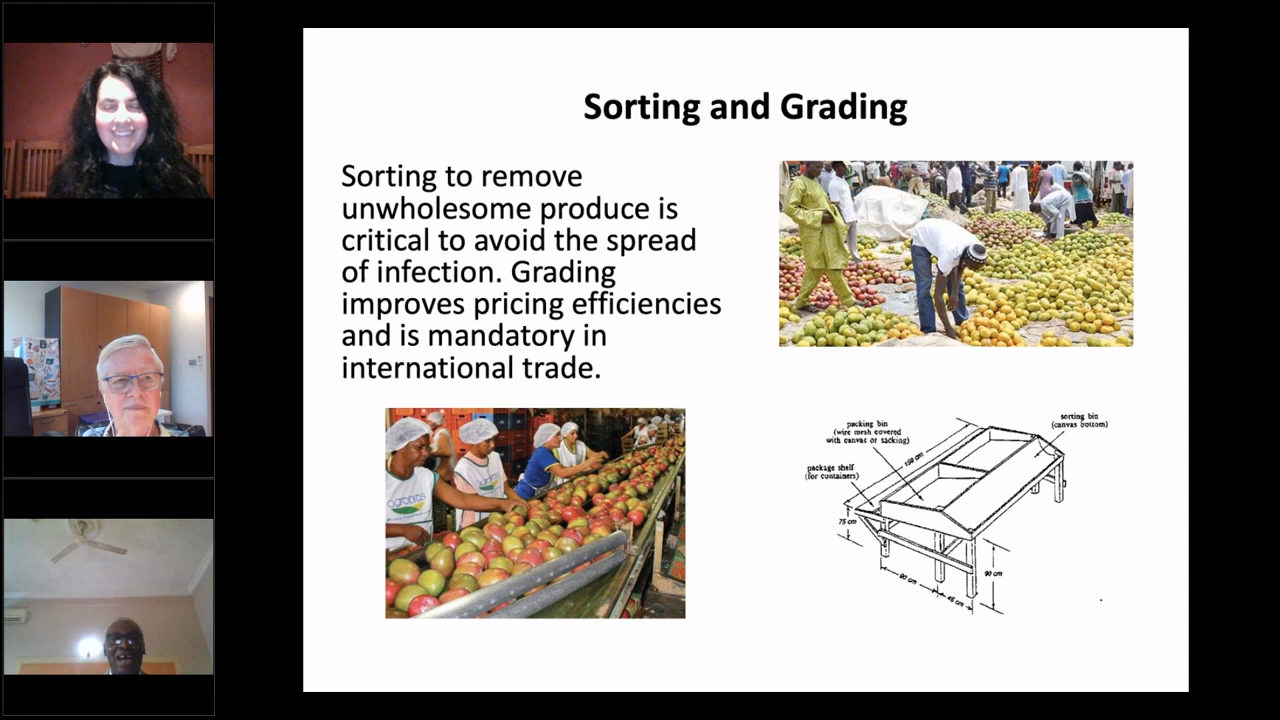 Sorting and Grading
Sorting to remove
unwholesome produce is
critical to avoid the spread
of infection. Grading
improves pricing efficiencies
and is mandatory in
international trade.
packing bin
(wire mesh covered
with canvas or sacking)
sorting bin
(canvas bottom)
package shelf
(for containers)
150 cm
75 cm
90 cm
90 cm
45 cm